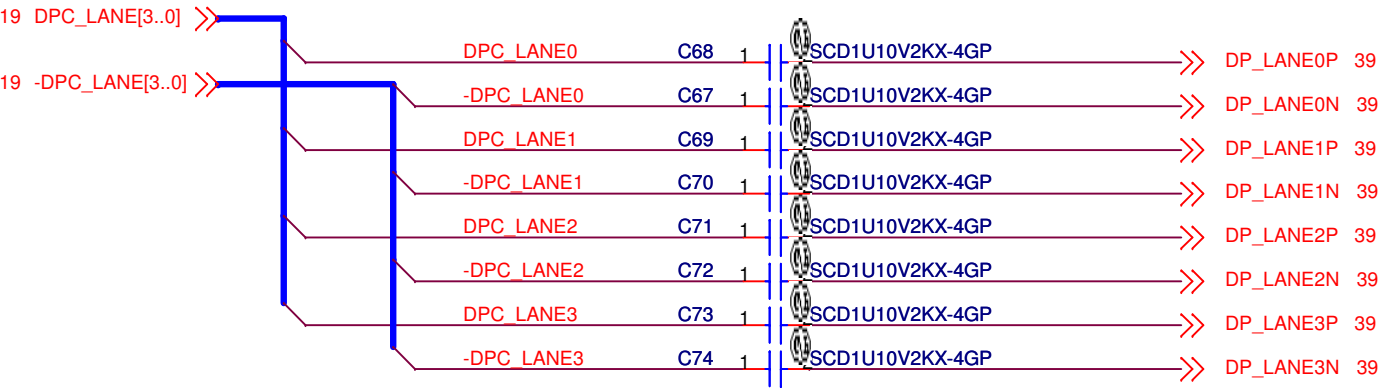 19 DPC_LANE[3..0]
DPC_LANE0 C68 1 SCD1U10V2KX-4GP DP_LANE0P 39
19 -DPC_LANE[3..0]
-DPC_LANE0 C67 1 SCD1U10V2KX-4GP DP_LANE0N 39
DPC_LANE1 C69 1 SCD1U10V2KX-4GP DP_LANE1P 39
-DPC_LANE1 C70 1 SCD1U10V2KX-4GP DP_LANE1N 39
DPC_LANE2 C71 1 SCD1U10V2KX-4GP DP_LANE2P 39
-DPC_LANE2 C72 1 SCD1U10V2KX-4GP DP_LANE2N 39
DPC_LANE3 C73 1 SCD1U10V2KX-4GP DP_LANE3P 39
-DPC_LANE3 C74 1 SCD1U10V2KX-4GP DP_LANE3N 39